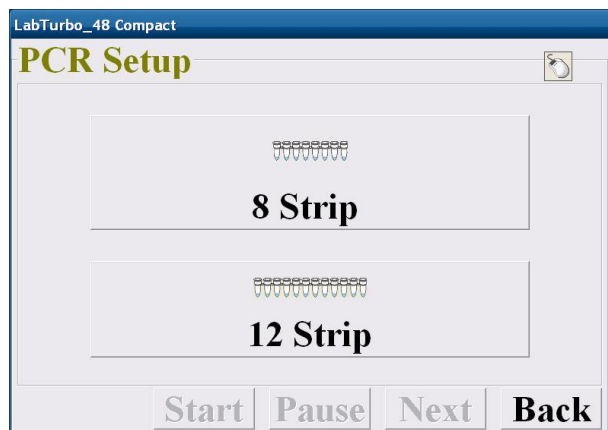 LabTurbo_48 Compact
PCR Setup
8 Strip
12 Strip
Start Pause Next Back